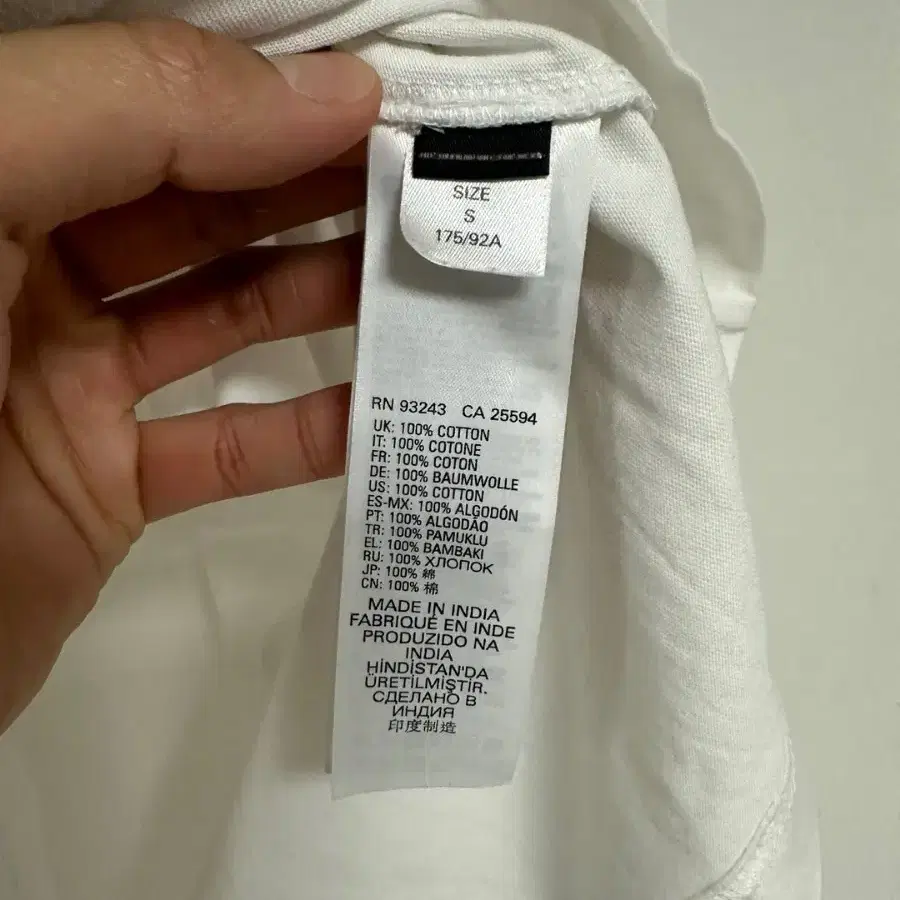 SIZE
S
175/92A
RN 93243 CA 25594
UK: 100% COTTON
IT: 100% COTONE
FR: 100% COTON
DE: 100% BAUMWOLLE
US: 100% COTTON
ES-MX: 100% ALGODÓN
PT: 100% ALGODÃO
TR: 100% PAMUKLU
EL: 100% BAMBAKI
RU: 100% ХЛОПОК
JP: 100% 綿
CN: 100% 棉
MADE IN INDIA
FABRIQUÉ EN INDE
PRODUZIDO NA
INDIA
HİNDİSTAN'DA
ÜRETİLMİŞTİR.
СДЕЛАНО В
ИНДИЯ
印度制造